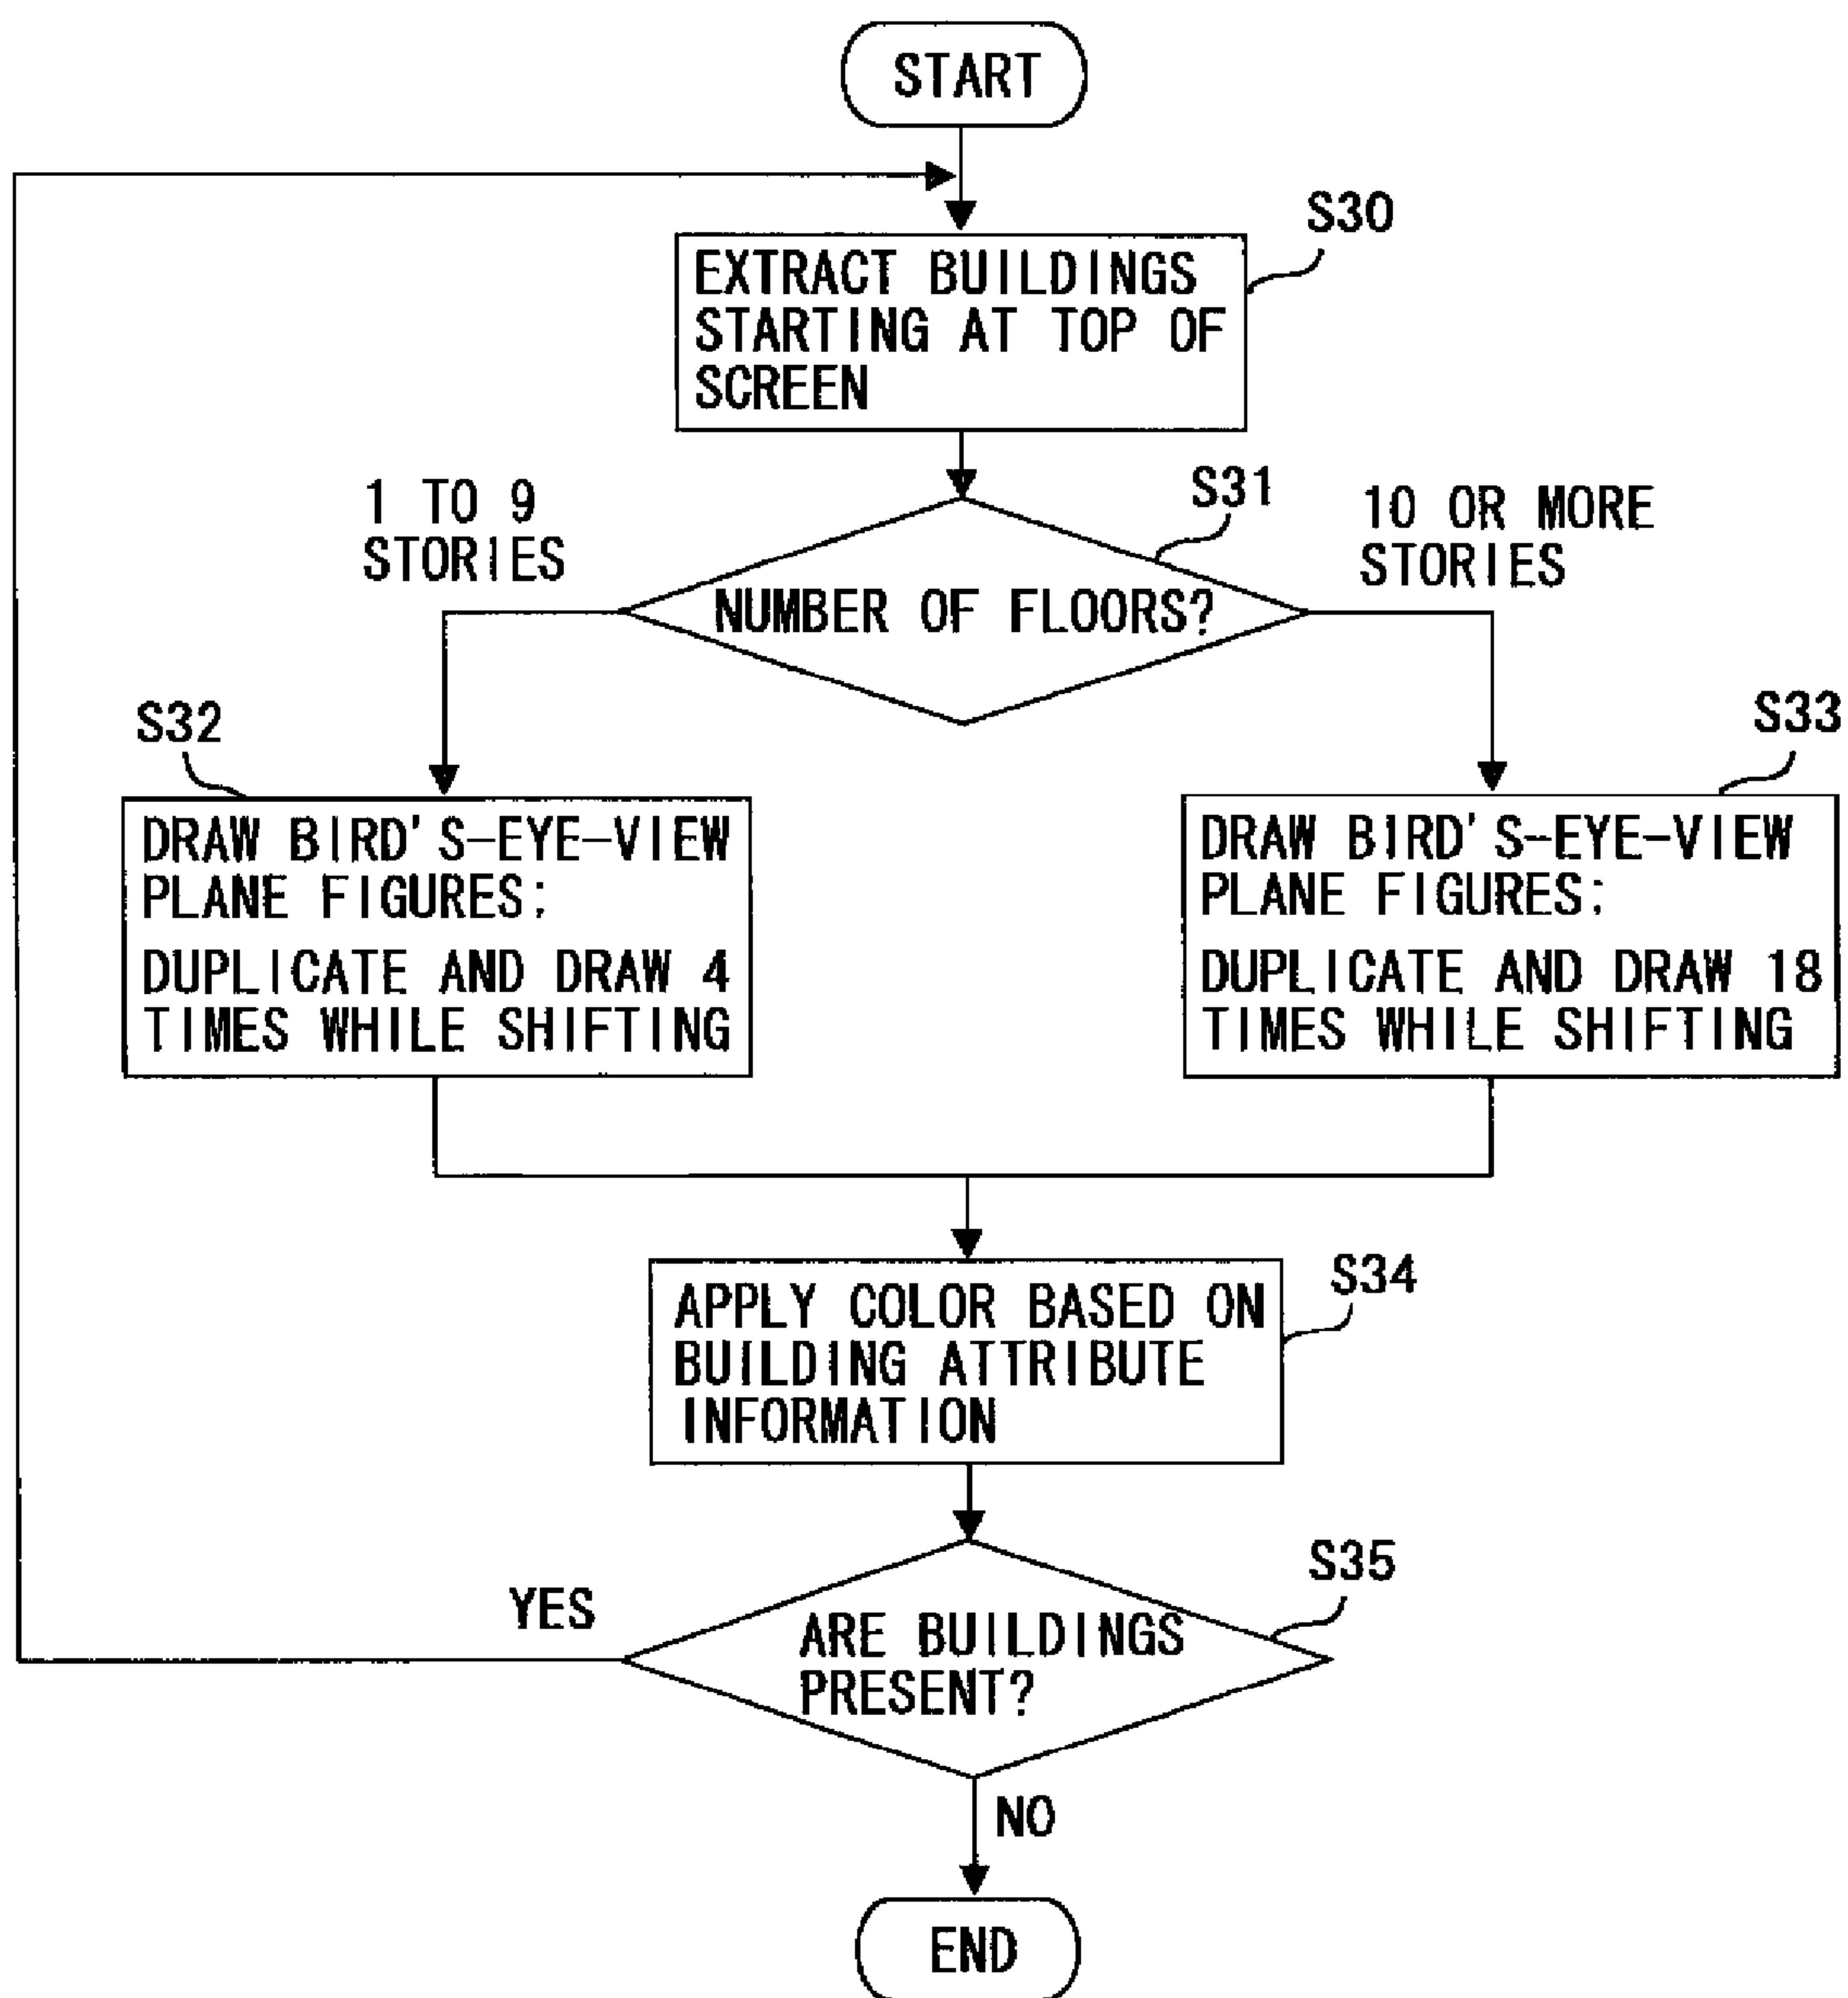 START
S30
EXTRACT BUILDINGS
STARTING AT TOP OF
SCREEN
S31
1 TO 9
STORIES
10 OR MORE
STORIES
NUMBER OF FLOORS?
S32
S33
DRAW BIRD'S-EYE-VIEW
PLANE FIGURES:
DUPLICATE AND DRAW 4
TIMES WHILE SHIFTING
DRAW BIRD'S-EYE-VIEW
PLANE FIGURES:
DUPLICATE AND DRAW 18
TIMES WHILE SHIFTING
S34
APPLY COLOR BASED ON
BUILDING ATTRIBUTE
INFORMATION
S35
YES
ARE BUILDINGS
PRESENT?
NO
END